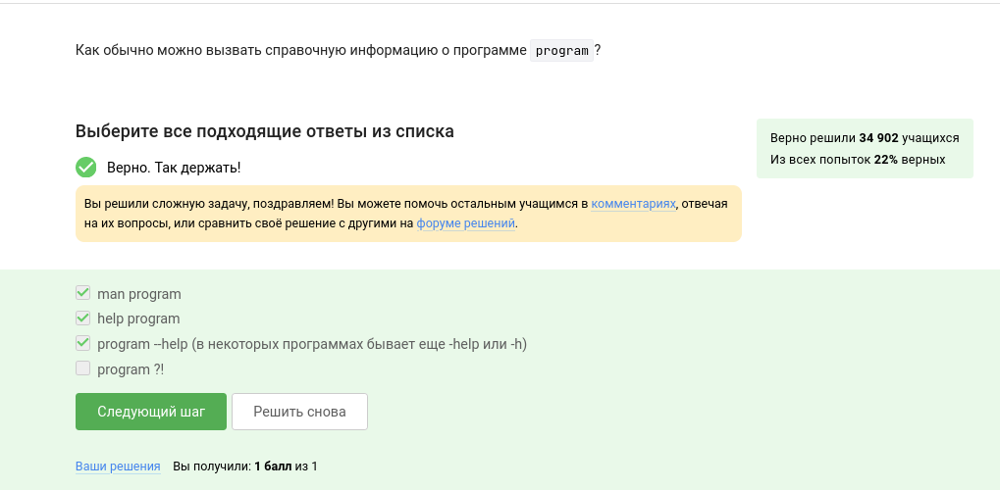 Как обычно можно вызвать справочную информацию о программе program ?
Выберите все подходящие ответы из списка
Верно. Так держать!
Вы решили сложную задачу, поздравляем! Вы можете помочь остальным учащимся в комментариях, отвечая
на их вопросы, или сравнить своё решение с другими на форуме решений.
Верно решили 34 902 учащихся
Из всех попыток 22% верных
man program
help program
program --help (в некоторых программах бывает еще -help или -h)
program ?!
Следующий шаг
Решить снова
Ваши решения Вы получили: 1 балл из 1